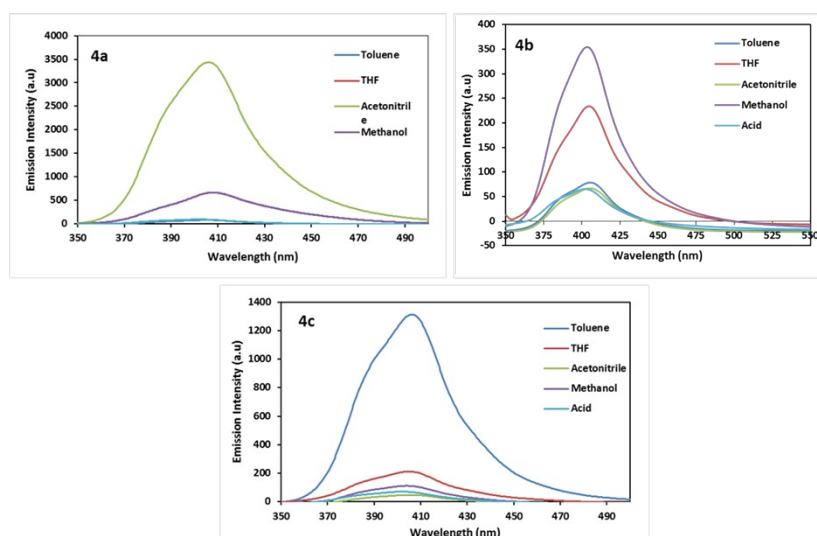 4a
4000
3500
3000
2500
2000
1500
1000
500
0
350 370 390 410 430 450 470 490
Emission Intensity (a.u)
Wavelength (nm)
Toluene
THF
Acetonitril
e
Methanol
4b
400
350
300
250
200
150
100
50
0
-50
350 375 400 425 450 475 500 525 550
Emission Intensity (a.u)
Wavelength (nm)
Toluene
THF
Acetonitrile
Methanol
Acid
4c
1400
1200
1000
800
600
400
200
0
350 370 390 410 430 450 470 490
Emission Intensity (a.u)
Wavelength (nm)
Toluene
THF
Acetonitrile
Methanol
Acid